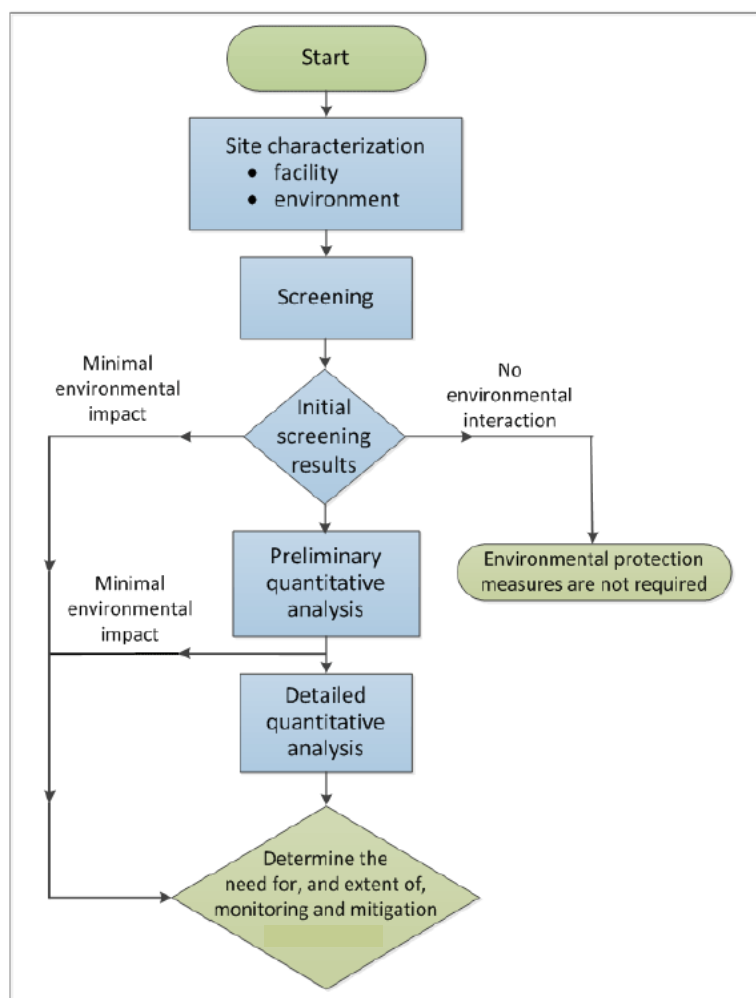 Start
Site characterization
• facility
• environment
Screening
Minimal
environmental
impact
No
environmental
interaction
Initial
screening
results
Preliminary
quantitative
analysis
Environmental protection
measures are not required
Minimal
environmental
impact
Detailed
quantitative
analysis
Determine the
need for, and extent of,
monitoring and mitigation